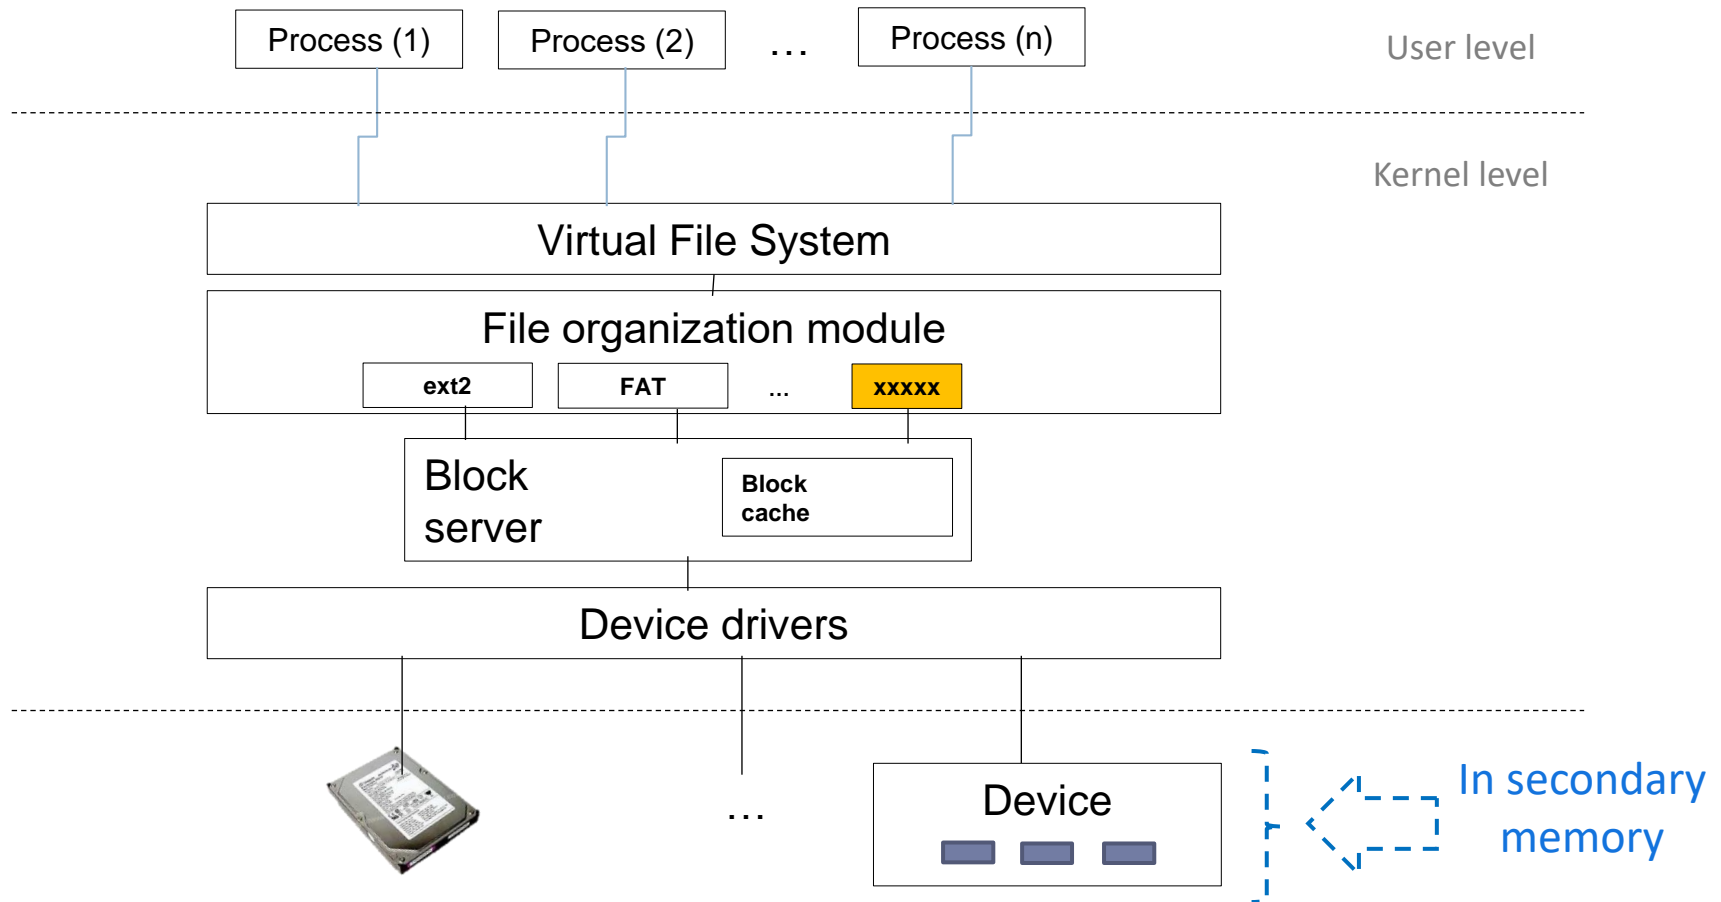 Process (1)
Process (2)
...
Process (n)
User level
Kernel level
Virtual File System
File organization module
ext2
FAT
...
xxxxx
Block
server
Block
cache
Device drivers
...
Device
In secondary
memory